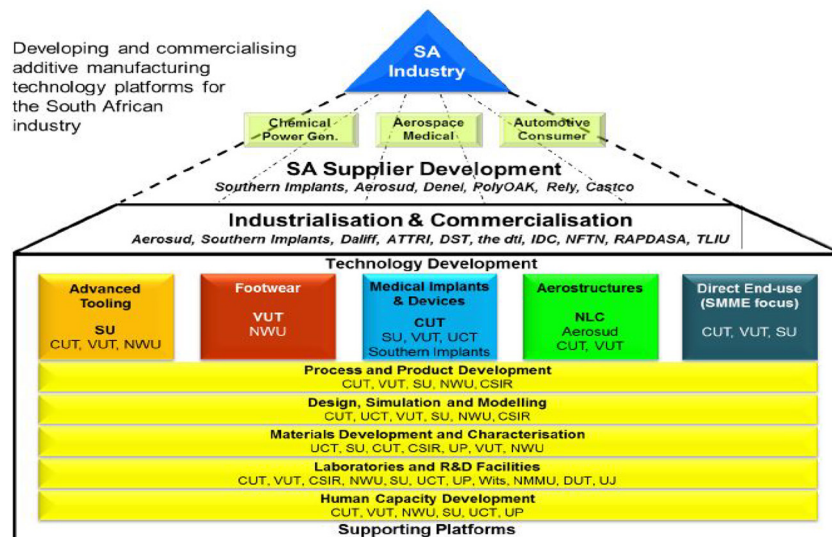 Developing and commercialising
additive manufacturing
technology platforms for
the South African
industry
SA
Industry
Chemical
Power Gen.
Aerospace
Medical
Automotive
Consumer
SA Supplier Development
Southern Implants, Aerosud, Denel, PolyOAK, Rely, Castco
Industrialisation & Commercialisation
Aerosud, Southern Implants, Daliff, ATTRI, DST, the dti, IDC, NFTN, RAPDASA, TLIU
Technology Development
Advanced
Tooling
SU
CUT, VUT, NWU
Footwear
VUT
NWU
Medical Implants
& Devices
CUT
SU, VUT, UCT
Southern Implants
Aerostructures
NLC
Aerosud
CUT, VUT
Direct End-use
(SMME focus)
CUT, VUT, SU
Process and Product Development
CUT, VUT, SU, NWU, CSIR
Design, Simulation and Modelling
CUT, UCT, VUT, SU, NWU, CSIR
Materials Development and Characterisation
UCT, SU, CUT, CSIR, UP, VUT, NWU
Laboratories and R&D Facilities
CUT, VUT, CSIR, NWU, SU, UCT, UP, Wits, NMMU, DUT, UJ
Human Capacity Development
CUT, VUT, NWU, SU, UCT, UP
Supporting Platforms